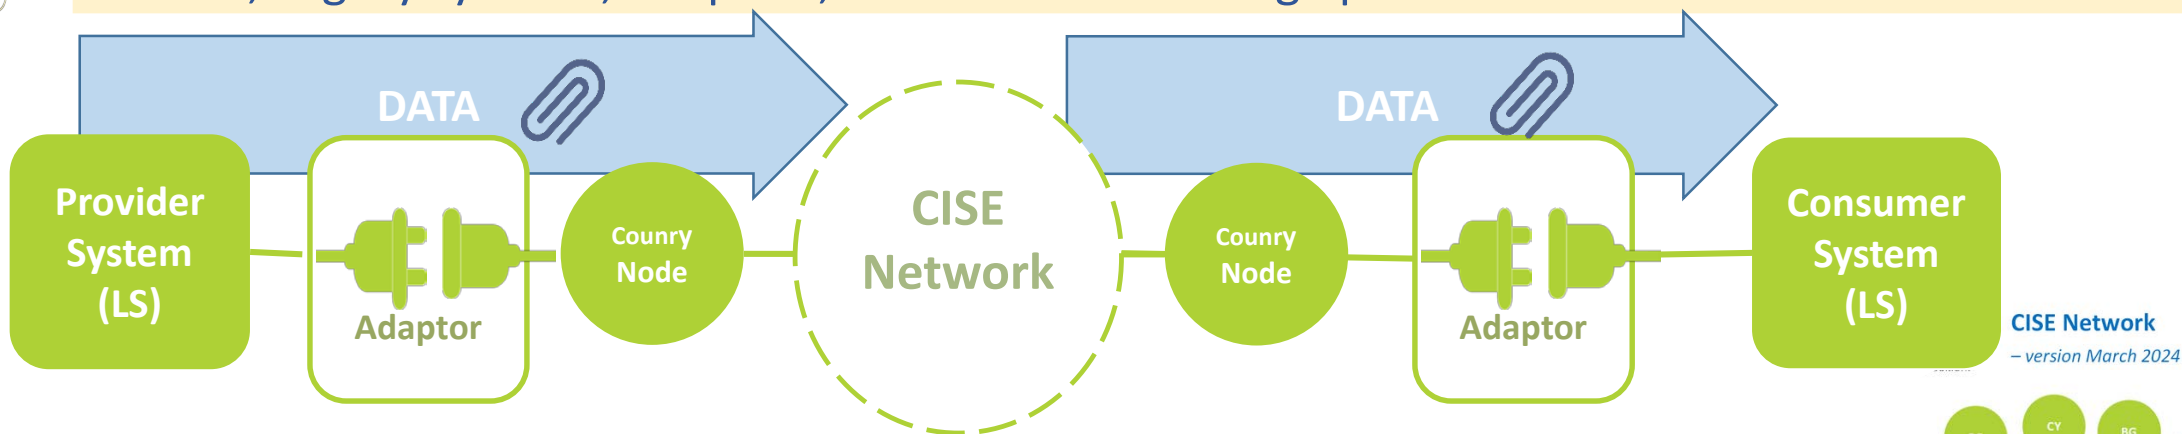 DATA
DATA
Provider
System
(LS)
Adaptor
Counry
Node
CISE
Network
Counry
Node
Adaptor
Consumer
System
(LS)
CISE Network
– version March 2024
CY
BG